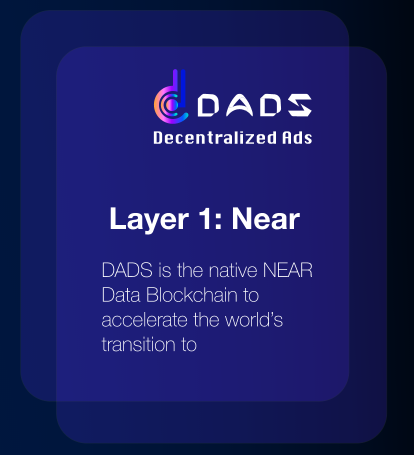 DADS
Decentralized Ads
Layer 1: Near
DADS is the native NEAR
Data Blockchain to
accelerate the world's
transition to